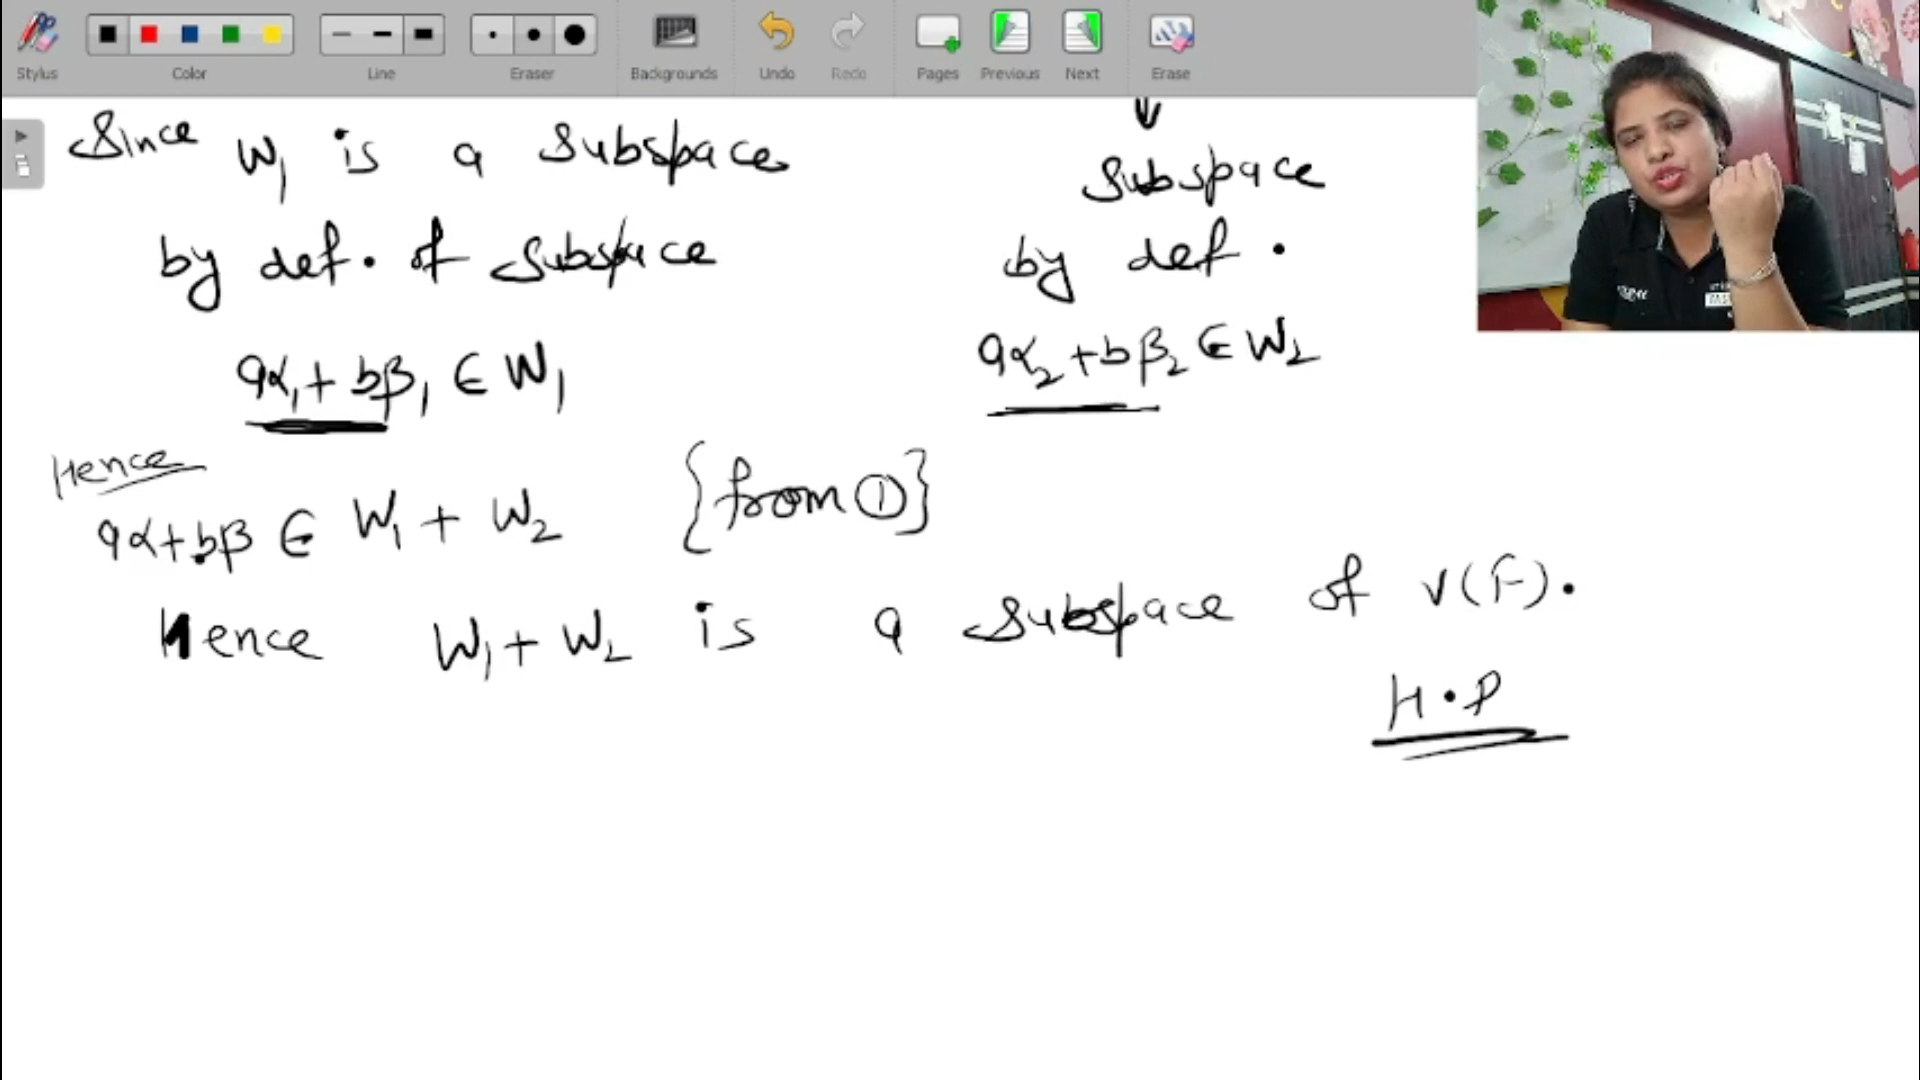 Stylus Color Line Eraser Backgrounds Undo Redo Pages Previous Next Erase
Since W₁ is a Subspace
by def. of Subspace
aα₁ + bβ₁ ∈ W₁
↓
Subspace
by def.
aα₂ + bβ₂ ∈ W₂
Hence
aα+bβ ∈ W₁ + W₂ {from ①}
Hence W₁ + W₂ is a Subspace of V(F).
H.P